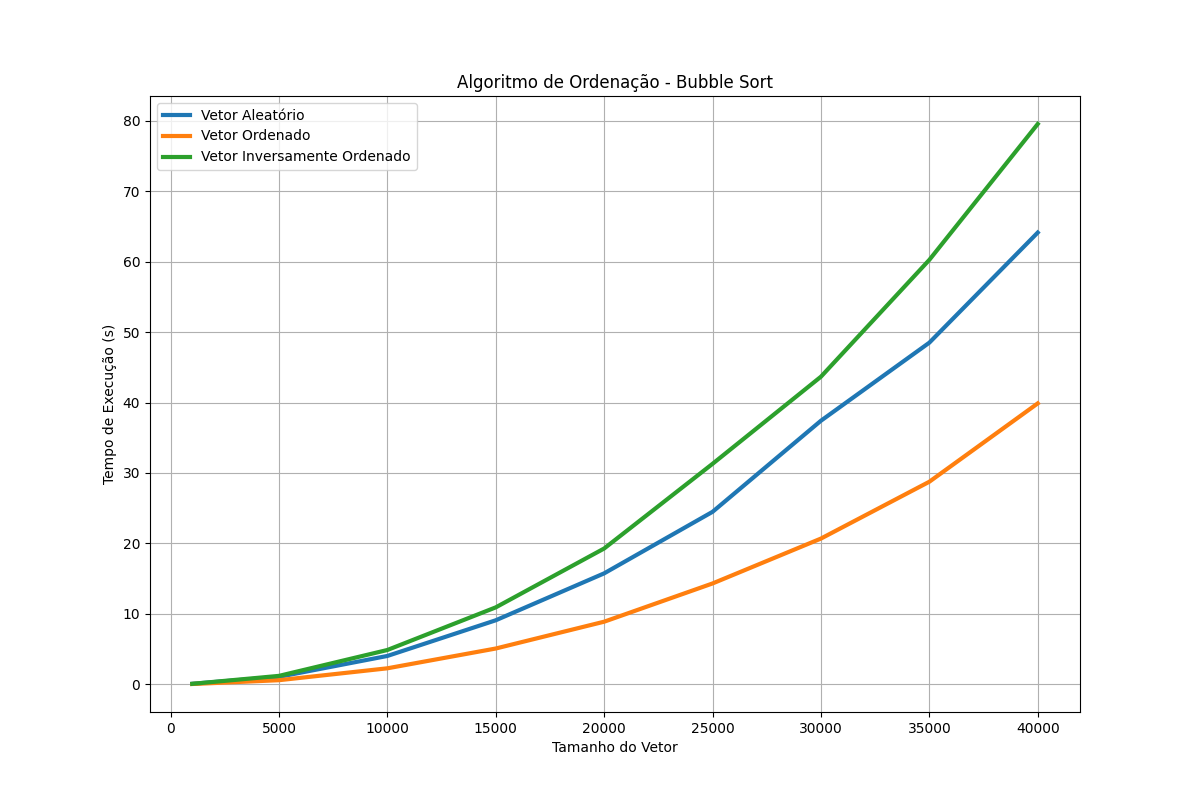 Algoritmo de Ordenação - Bubble Sort
Vetor Aleatório
Vetor Ordenado
Vetor Inversamente Ordenado
80
70
60
50
40
30
20
10
0
Tempo de Execução (s)
0 5000 10000 15000 20000 25000 30000 35000 40000
Tamanho do Vetor